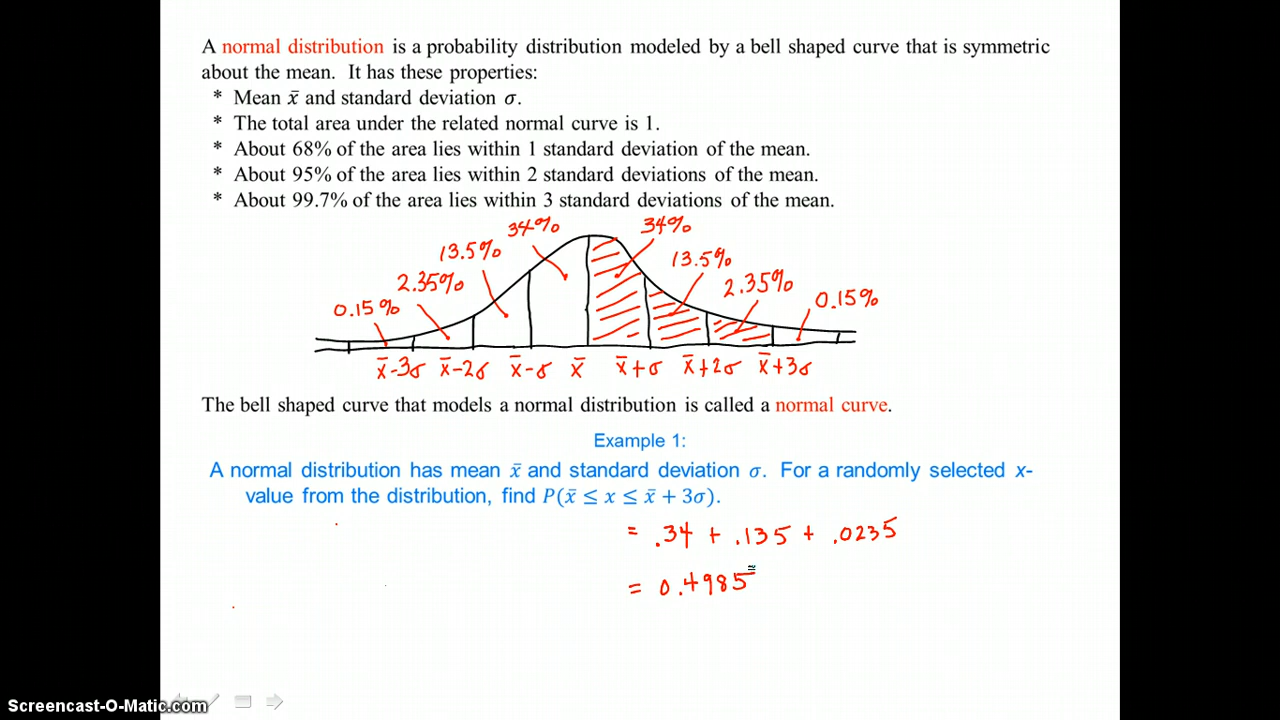 A normal distribution is a probability distribution modeled by a bell shaped curve that is symmetric
about the mean. It has these properties:
* Mean x̄ and standard deviation σ.
* The total area under the related normal curve is 1.
* About 68% of the area lies within 1 standard deviation of the mean.
* About 95% of the area lies within 2 standard deviations of the mean.
* About 99.7% of the area lies within 3 standard deviations of the mean.
34% 34%
13.5% 13.5%
2.35% 2.35%
0.15% 0.15%
x̄-3σ x̄-2σ x̄-σ x̄ x̄+σ x̄+2σ x̄+3σ
The bell shaped curve that models a normal distribution is called a normal curve.
Example 1:
A normal distribution has mean x̄ and standard deviation σ. For a randomly selected x-
value from the distribution, find P(x̄ ≤ x ≤ x̄ + 3σ).
= .34 + .135 + .0235
= 0.4985
Screencast-O-Matic.com